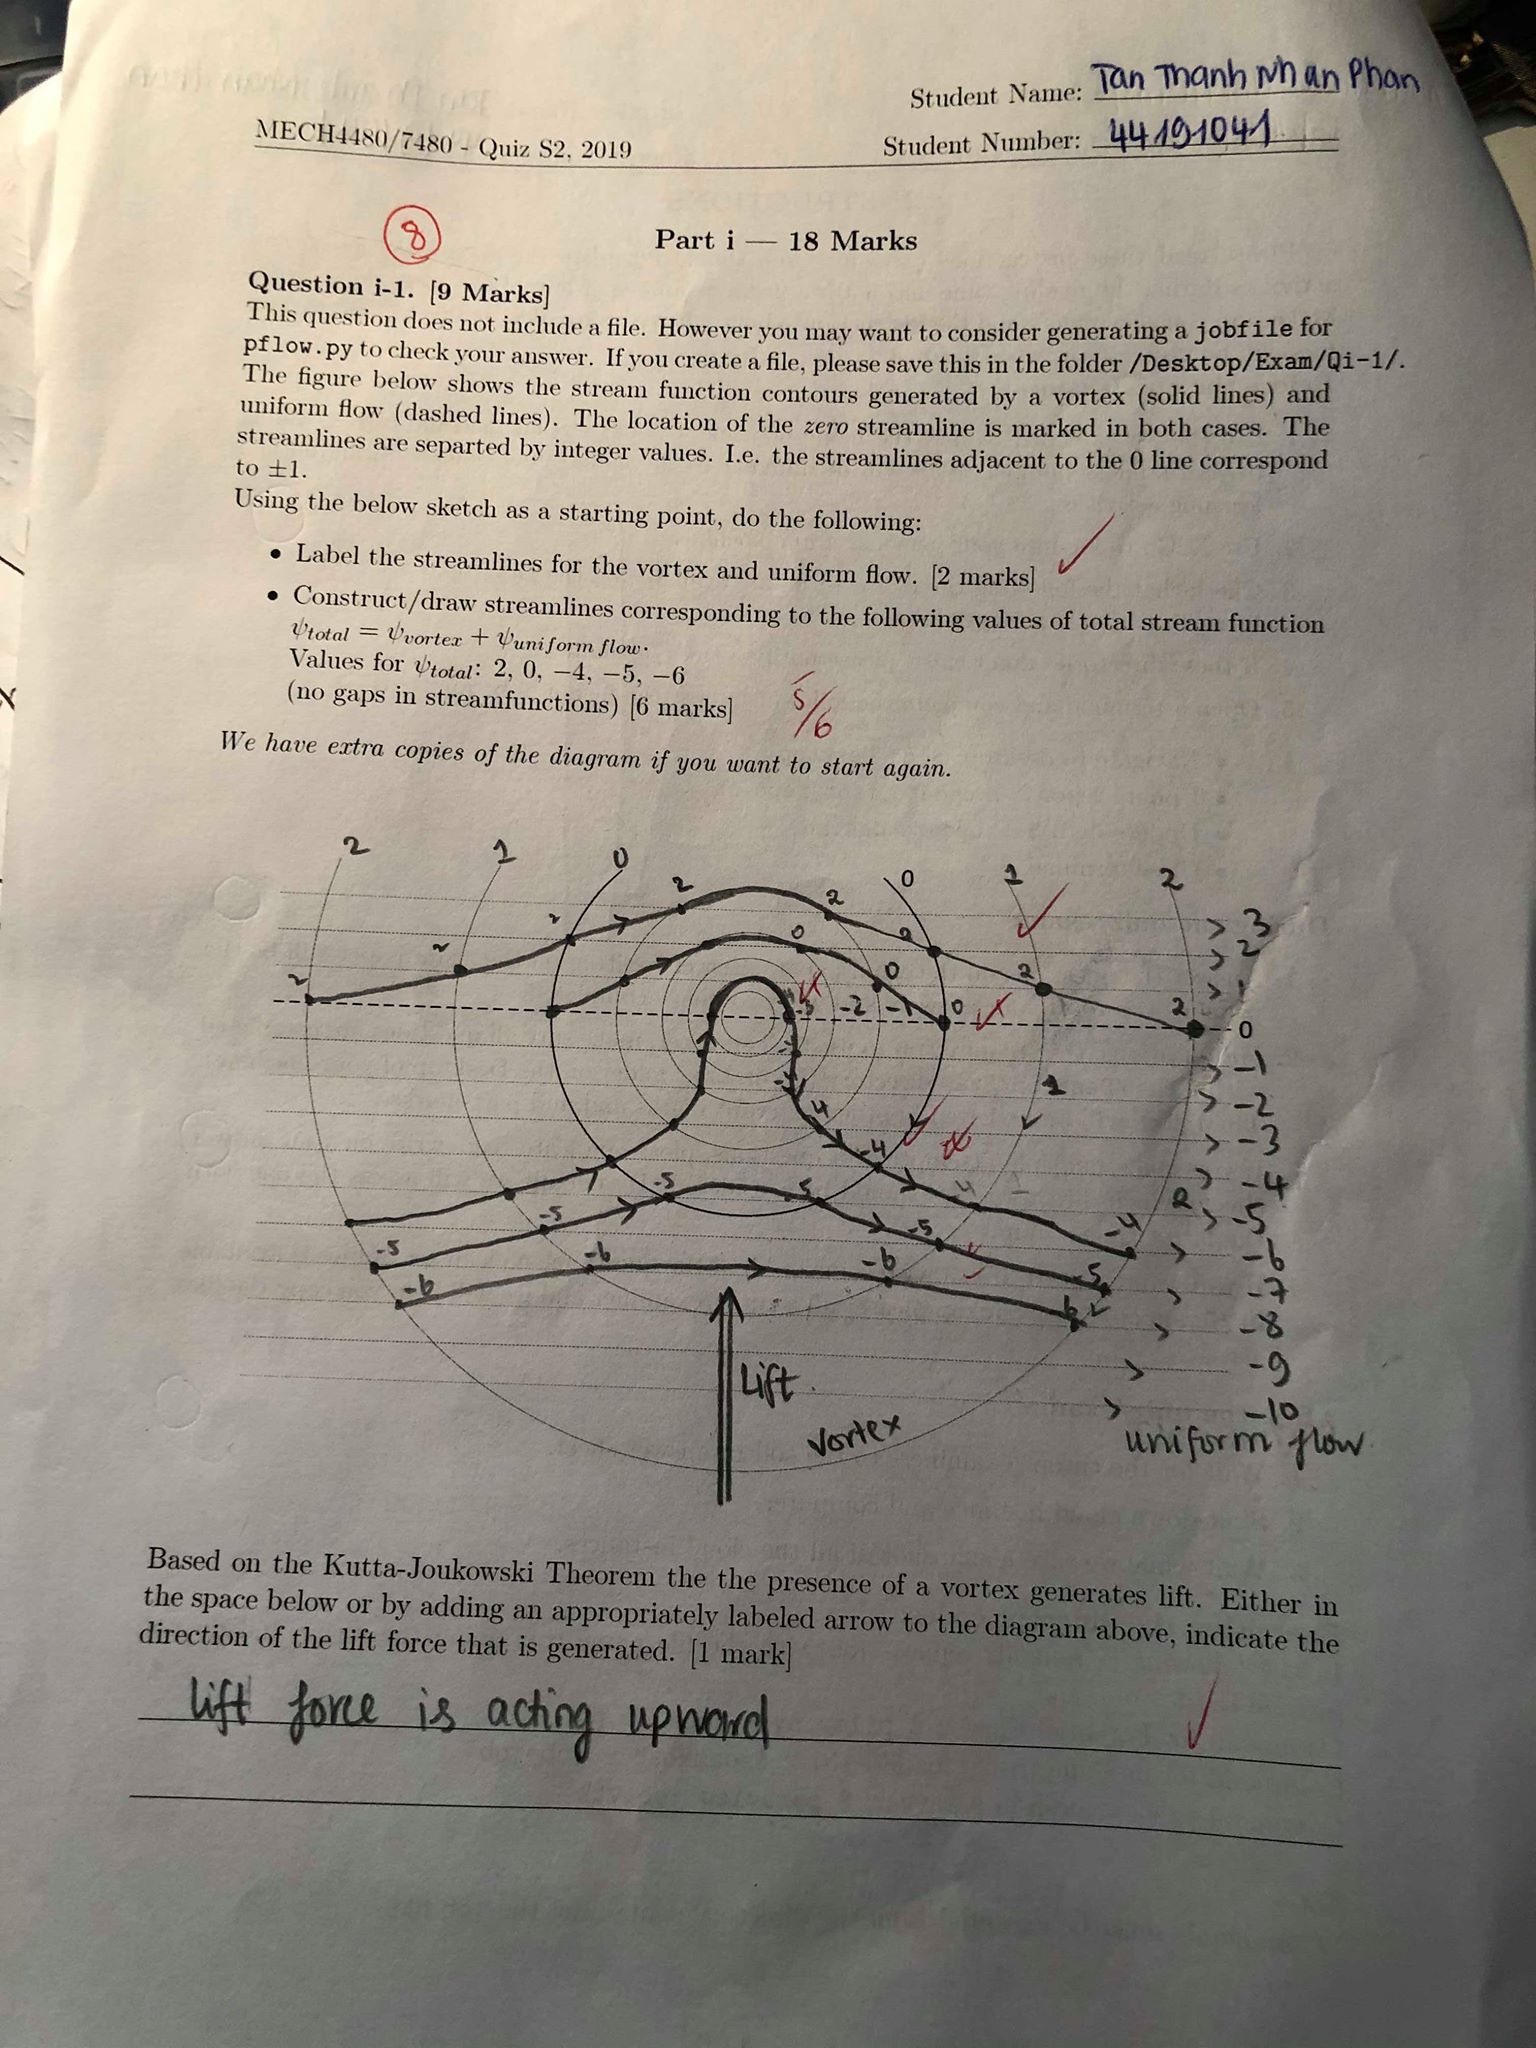 Student Name: Tan Thanh Nhan Phan
MECH4480/7480 - Quiz S2, 2019
Student Number: 44191041
8
Part i — 18 Marks
Question i-1. [9 Marks]
This question does not include a file. However you may want to consider generating a jobfile for
pflow.py to check your answer. If you create a file, please save this in the folder /Desktop/Exam/Qi-1/.
The figure below shows the stream function contours generated by a vortex (solid lines) and
uniform flow (dashed lines). The location of the zero streamline is marked in both cases. The
streamlines are separted by integer values. I.e. the streamlines adjacent to the 0 line correspond
to ±1.
Using the below sketch as a starting point, do the following:
• Label the streamlines for the vortex and uniform flow. [2 marks]
• Construct/draw streamlines corresponding to the following values of total stream function
ψtotal = ψvortex + ψuniform flow.
Values for ψtotal: 2, 0, −4, −5, −6
(no gaps in streamfunctions) [6 marks]
5/6
We have extra copies of the diagram if you want to start again.
2 1 0 0 1 2
2 2 > 3
2 2 > 2
2 2 > 1
2 0 0
-3 -2 -1 0 2 0
> -1
1 > -2
4 > -3
-4 > -4
-5 5 4 2 > -5
-5 -5 -4 > -6
-5 -6 -6 -5 > -7
-6 6 > -8
Lift > -9
> -10
vortex uniform flow
Based on the Kutta-Joukowski Theorem the the presence of a vortex generates lift. Either in
the space below or by adding an appropriately labeled arrow to the diagram above, indicate the
direction of the lift force that is generated. [1 mark]
lift force is acting upward